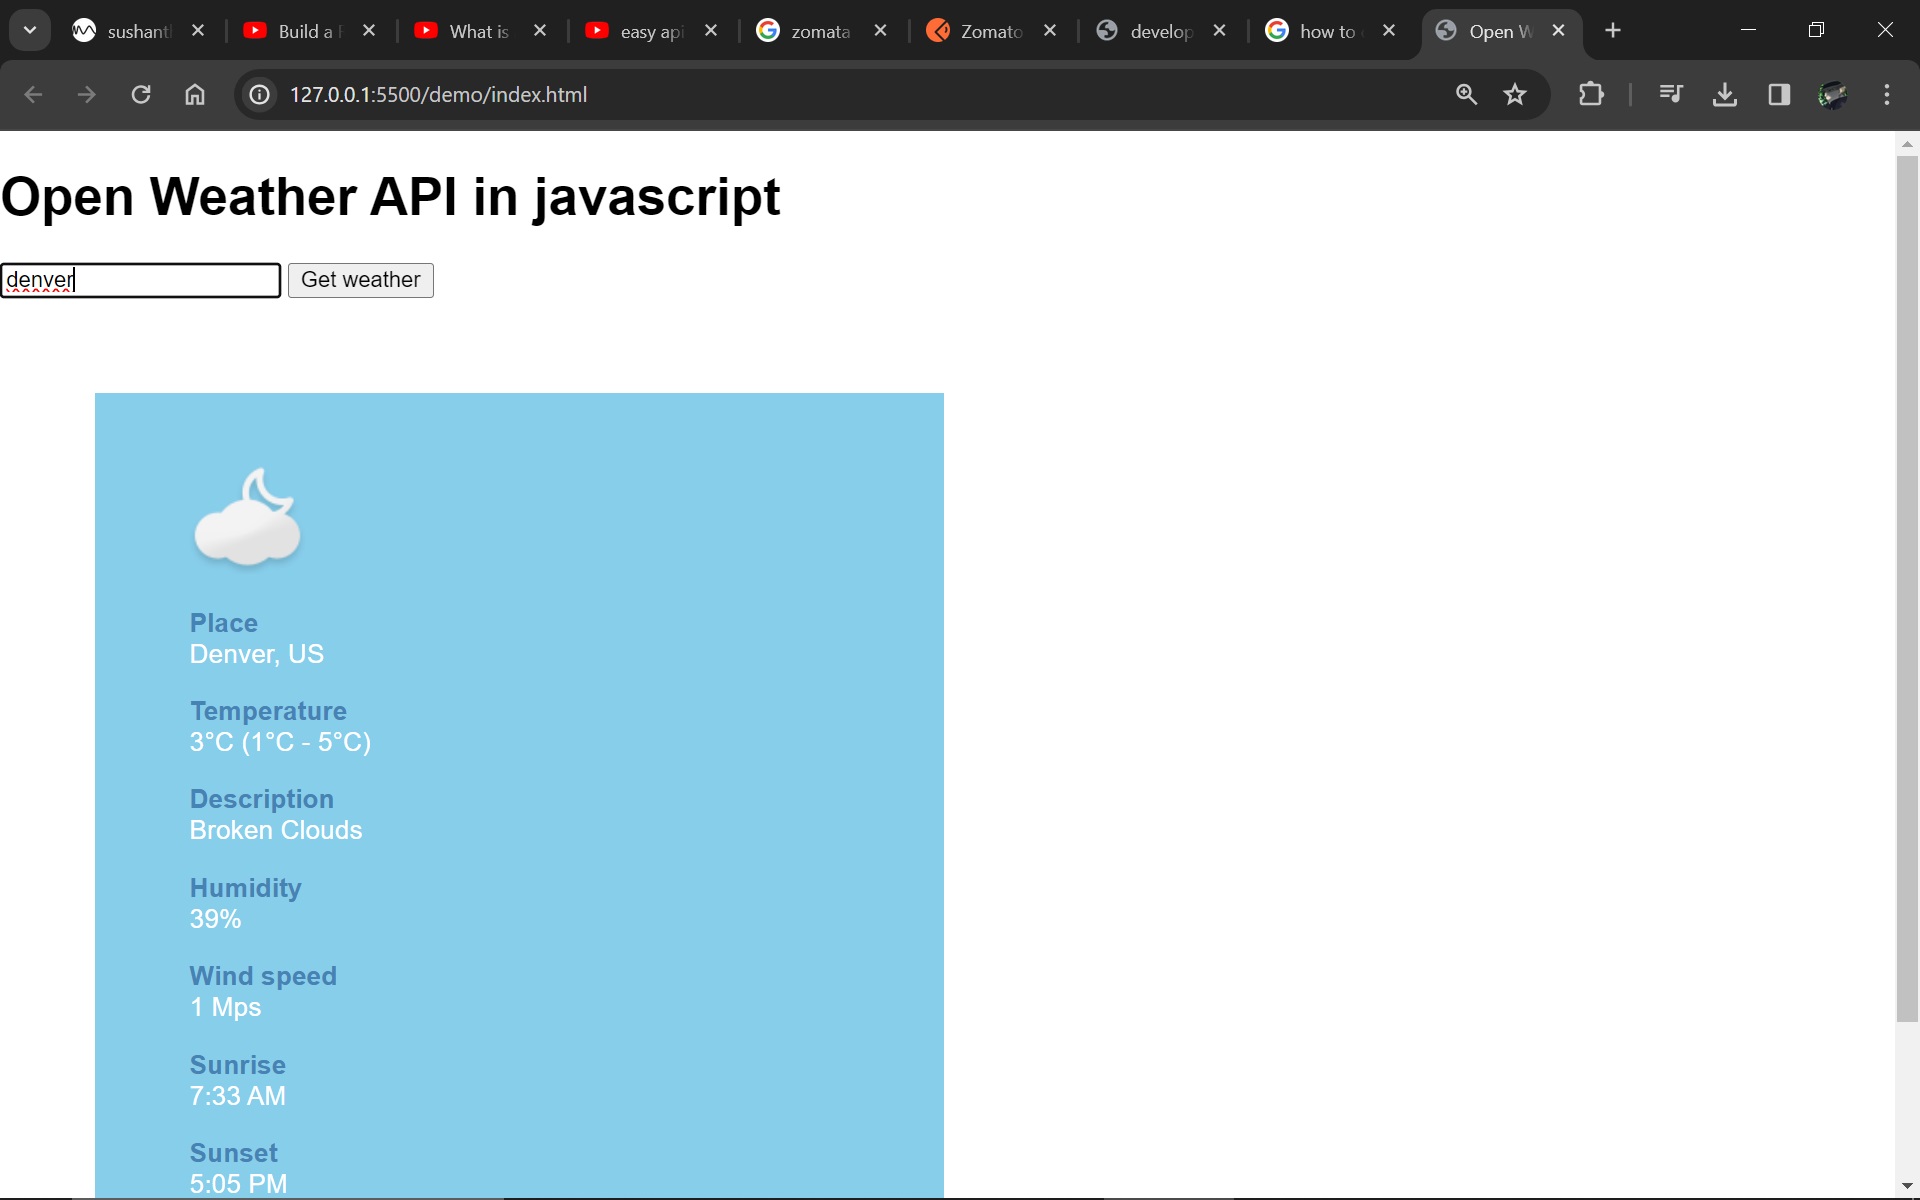 sushant
Build a
What is
easy api
zomata
Zomato
develop
how to
Open W
127.0.0.1:5500/demo/index.html
Open Weather API in javascript
denver
Get weather
Place
Denver, US
Temperature
3°C (1°C - 5°C)
Description
Broken Clouds
Humidity
39%
Wind speed
1 Mps
Sunrise
7:33 AM
Sunset
5:05 PM